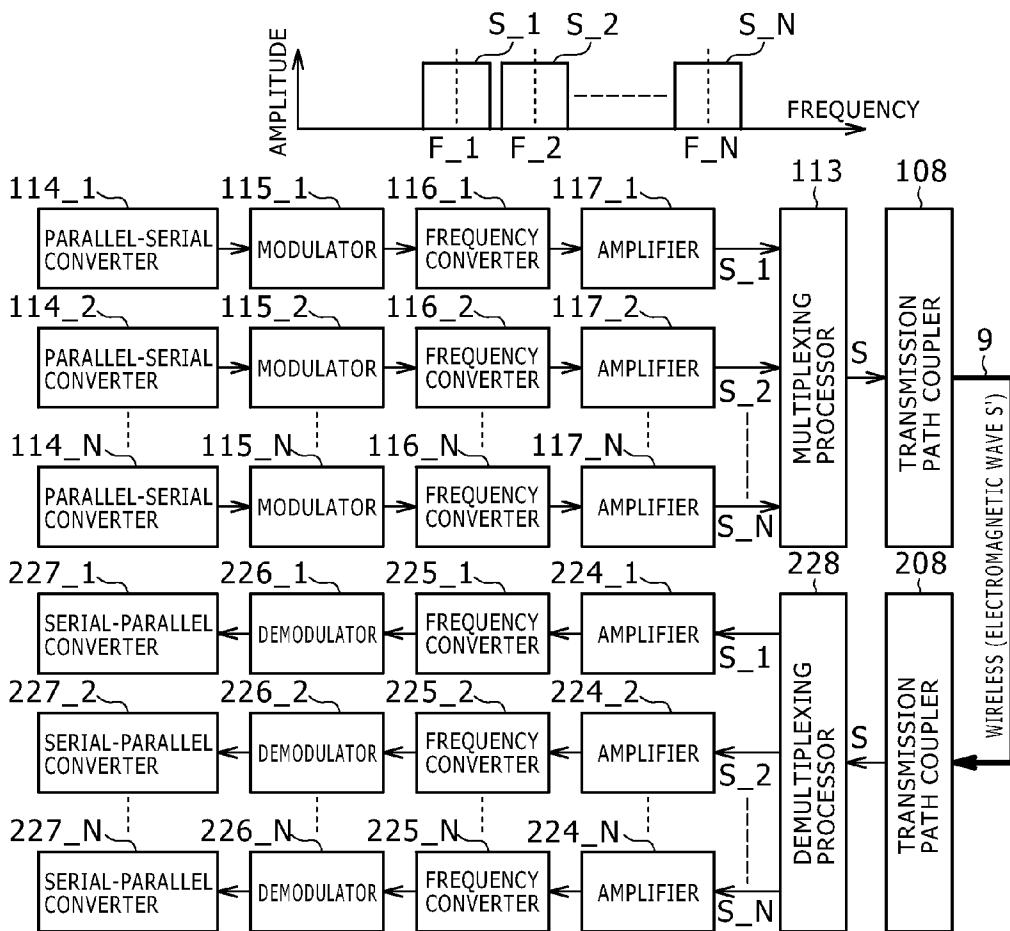 S_1 S_2 S_N
AMPLITUDE
FREQUENCY
F_1 F_2 F_N
114_1 115_1 116_1 117_1 113 108
PARALLEL-SERIAL
CONVERTER
MODULATOR
FREQUENCY
CONVERTER
AMPLIFIER
S_1
114_2 115_2 116_2 117_2
PARALLEL-SERIAL
CONVERTER
MODULATOR
FREQUENCY
CONVERTER
AMPLIFIER
S_2
114_N 115_N 116_N 117_N
PARALLEL-SERIAL
CONVERTER
MODULATOR
FREQUENCY
CONVERTER
AMPLIFIER
S_N
MULTIPLEXING
PROCESSOR
S
TRANSMISSION
PATH COUPLER
9
WIRELESS (ELECTROMAGNETIC WAVE S')
227_1 226_1 225_1 224_1 228 208
SERIAL-PARALLEL
CONVERTER
DEMODULATOR
FREQUENCY
CONVERTER
AMPLIFIER
S_1
227_2 226_2 225_2 224_2
SERIAL-PARALLEL
CONVERTER
DEMODULATOR
FREQUENCY
CONVERTER
AMPLIFIER
S_2
227_N 226_N 225_N 224_N
SERIAL-PARALLEL
CONVERTER
DEMODULATOR
FREQUENCY
CONVERTER
AMPLIFIER
S_N
DEMULTIPLEXING
PROCESSOR
S
TRANSMISSION
PATH COUPLER